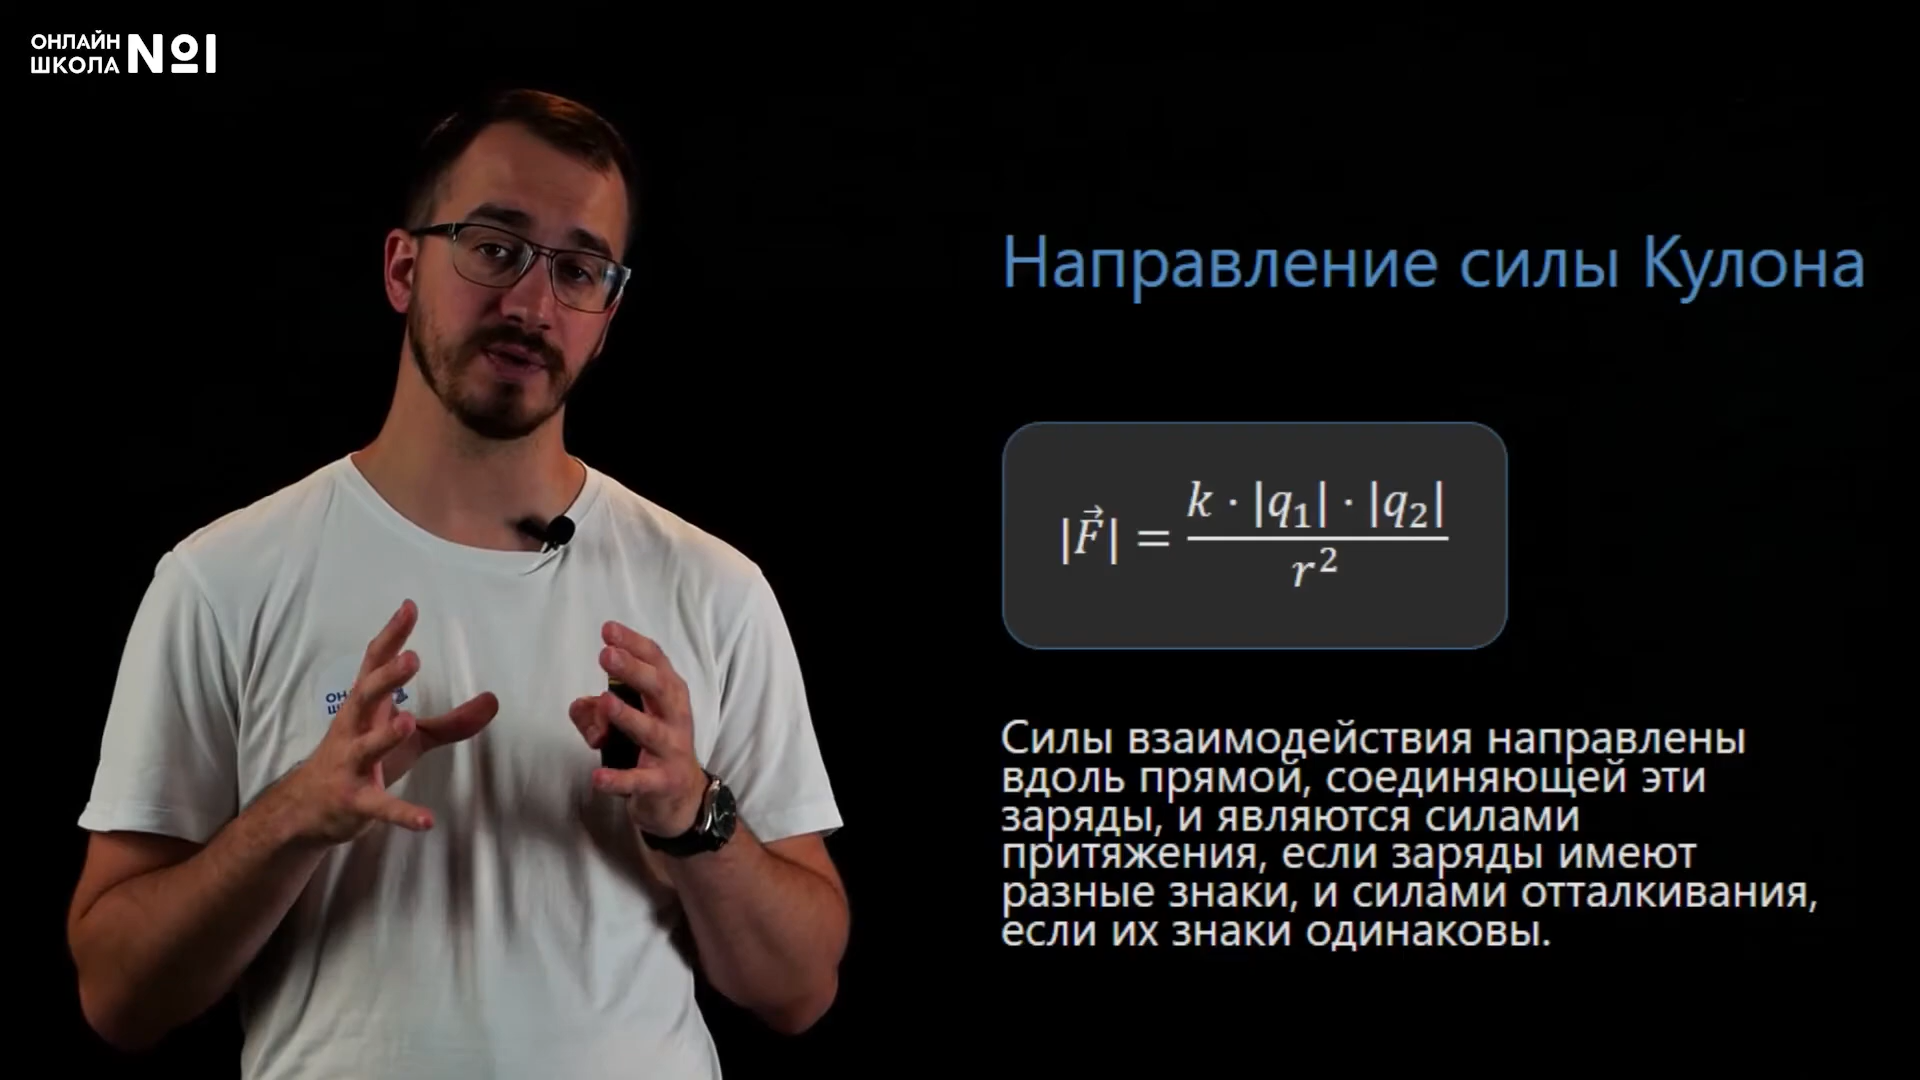 ОНЛАЙН
ШКОЛА №1
Направление силы Кулона
|F⃗| = k · |q₁| · |q₂| / r²
Силы взаимодействия направлены
вдоль прямой, соединяющей эти
заряды, и являются силами
притяжения, если заряды имеют
разные знаки, и силами отталкивания,
если их знаки одинаковы.